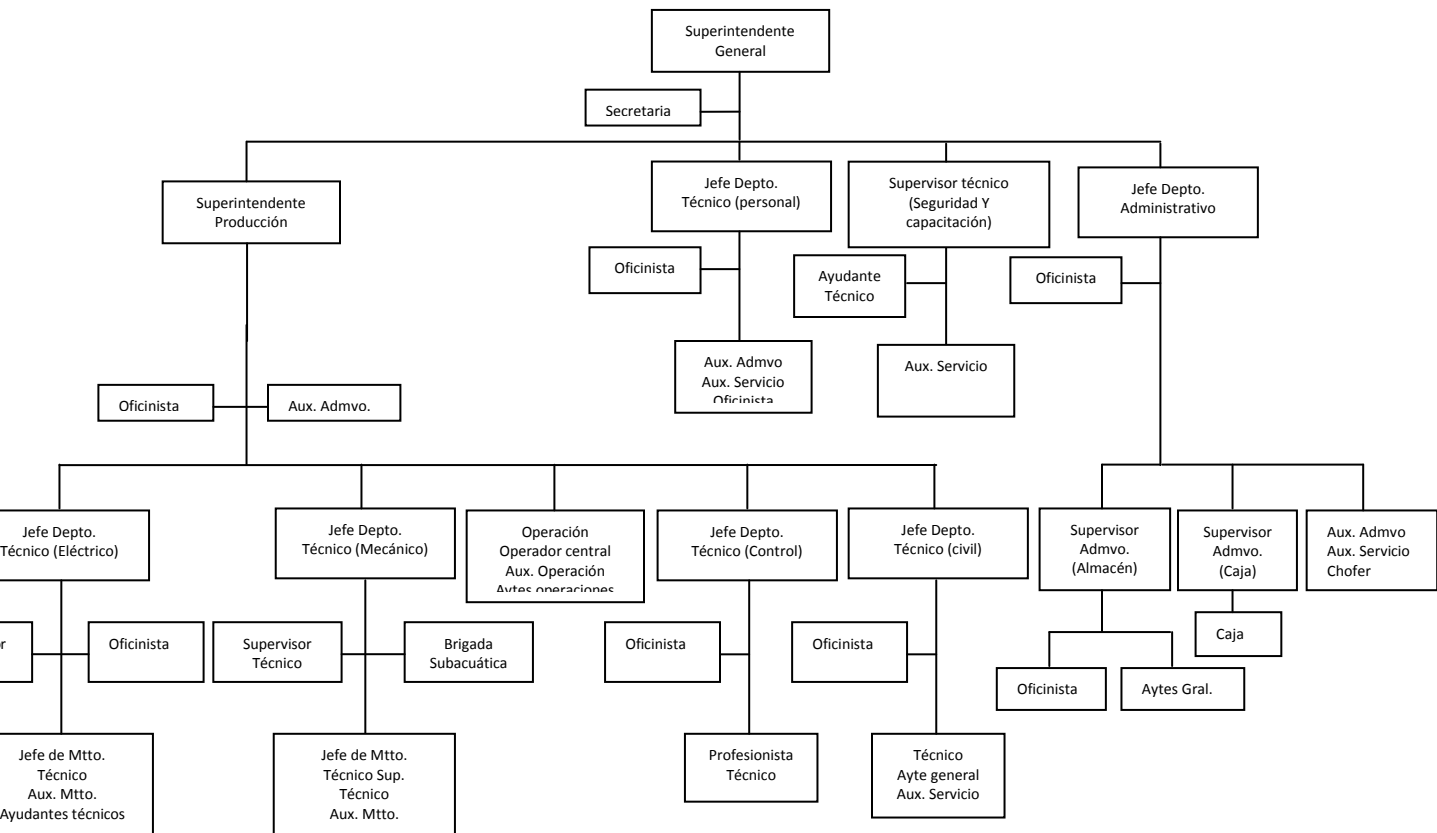 Superintendente
General
Secretaria
Superintendente
Producción
Jefe Depto.
Técnico (personal)
Supervisor técnico
(Seguridad Y
capacitación)
Jefe Depto.
Administrativo
Oficinista
Ayudante
Técnico
Oficinista
Aux. Admvo
Aux. Servicio
Oficinista
Aux. Servicio
Oficinista
Aux. Admvo.
Jefe Depto.
Técnico (Eléctrico)
Jefe Depto.
Técnico (Mecánico)
Operación
Operador central
Aux. Operación
Aytes operaciones
Jefe Depto.
Técnico (Control)
Jefe Depto.
Técnico (civil)
Supervisor
Admvo.
(Almacén)
Supervisor
Admvo.
(Caja)
Aux. Admvo
Aux. Servicio
Chofer
Oficinista
Supervisor
Técnico
Brigada
Subacuática
Oficinista
Oficinista
Caja
Oficinista
Aytes Gral.
Jefe de Mtto.
Técnico
Aux. Mtto.
Ayudantes técnicos
Jefe de Mtto.
Técnico Sup.
Técnico
Aux. Mtto.
Profesionista
Técnico
Técnico
Ayte general
Aux. Servicio